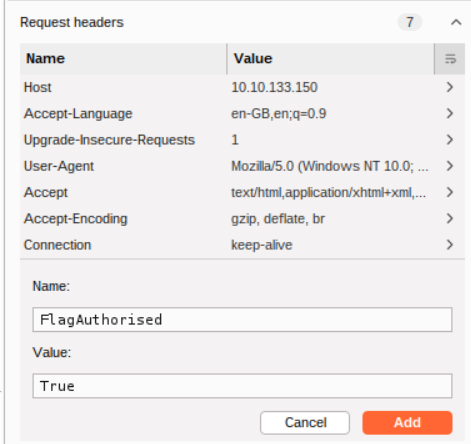 Request headers 7
Name Value
Host 10.10.133.150
Accept-Language en-GB,en;q=0.9
Upgrade-Insecure-Requests 1
User-Agent Mozilla/5.0 (Windows NT 10.0; ...
Accept text/html,application/xhtml+xml,...
Accept-Encoding gzip, deflate, br
Connection keep-alive
Name:
FlagAuthorised
Value:
True
Cancel Add